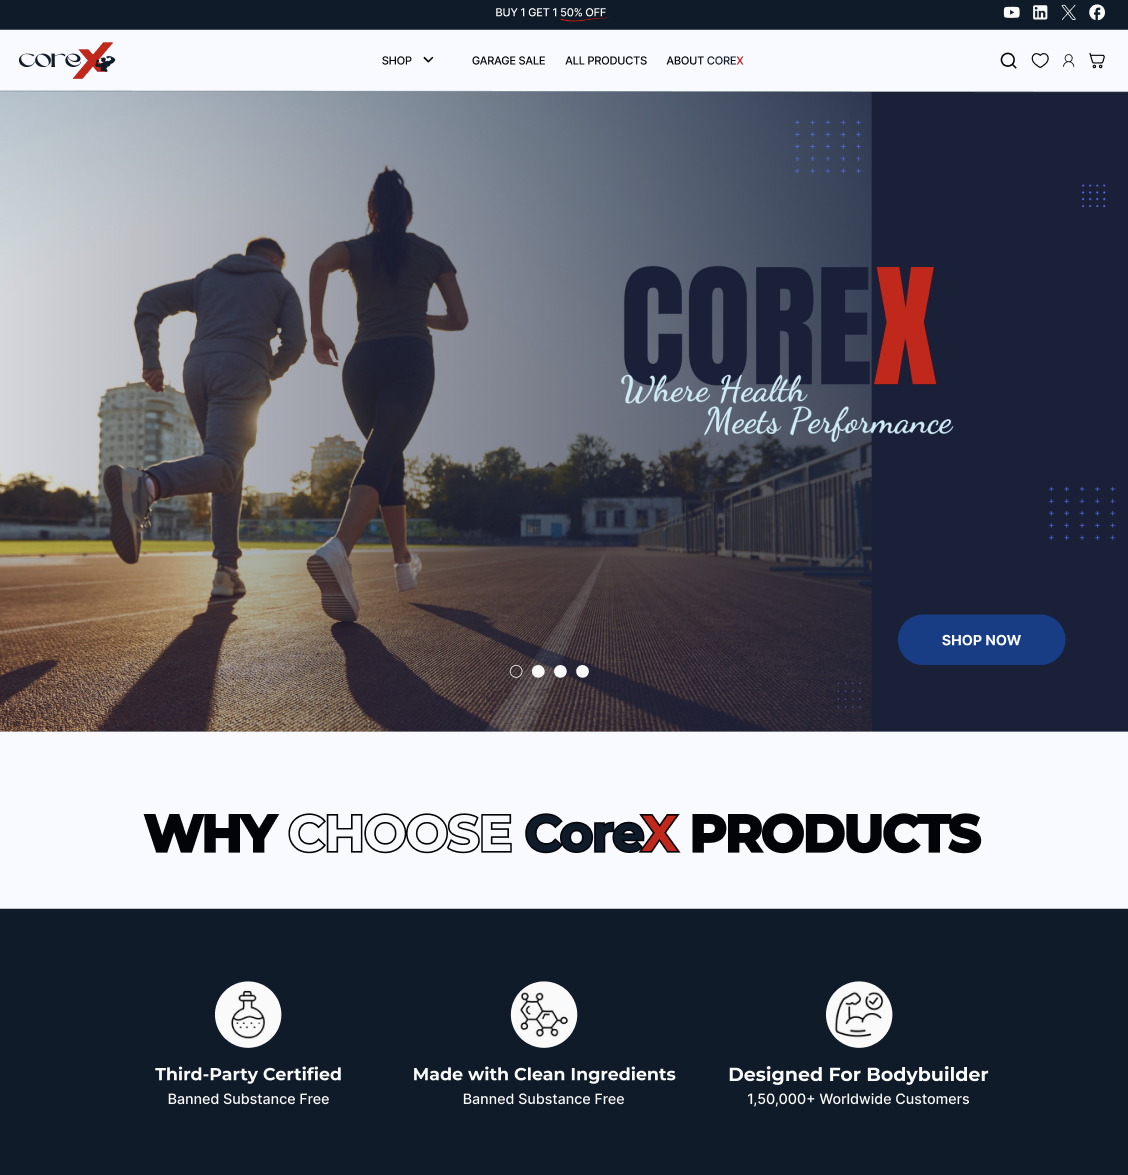 BUY 1 GET 1 50% OFF
coreX
SHOP
GARAGE SALE
ALL PRODUCTS
ABOUT COREX
COREX
Where Health
Meets Performance
SHOP NOW
WHY CHOOSE CoreX PRODUCTS
Third-Party Certified
Banned Substance Free
Made with Clean Ingredients
Banned Substance Free
Designed For Bodybuilder
1,50,000+ Worldwide Customers